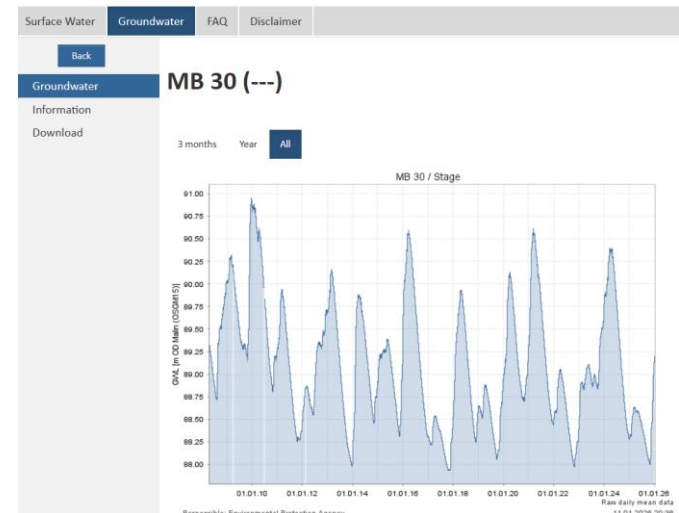 Surface Water Groundwater FAQ Disclaimer
Back
Groundwater
Information
Download
MB 30 (---)
3 months Year All
MB 30 / Stage
GWL [m OD Malin (OSGM15)]
91.00
90.75
90.50
90.25
90.00
89.75
89.50
89.25
89.00
88.75
88.50
88.25
88.00
01.01.10 01.01.12 01.01.14 01.01.16 01.01.18 01.01.20 01.01.22 01.01.24 01.01.26
Raw daily mean data
Responsible: Environmental Protection Agency